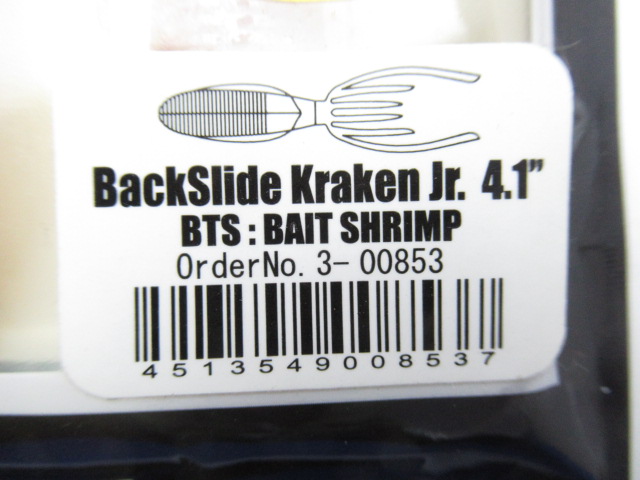 BackSlide Kraken Jr. 4.1"
BTS : BAIT SHRIMP
OrderNo. 3-00853
4513549008537